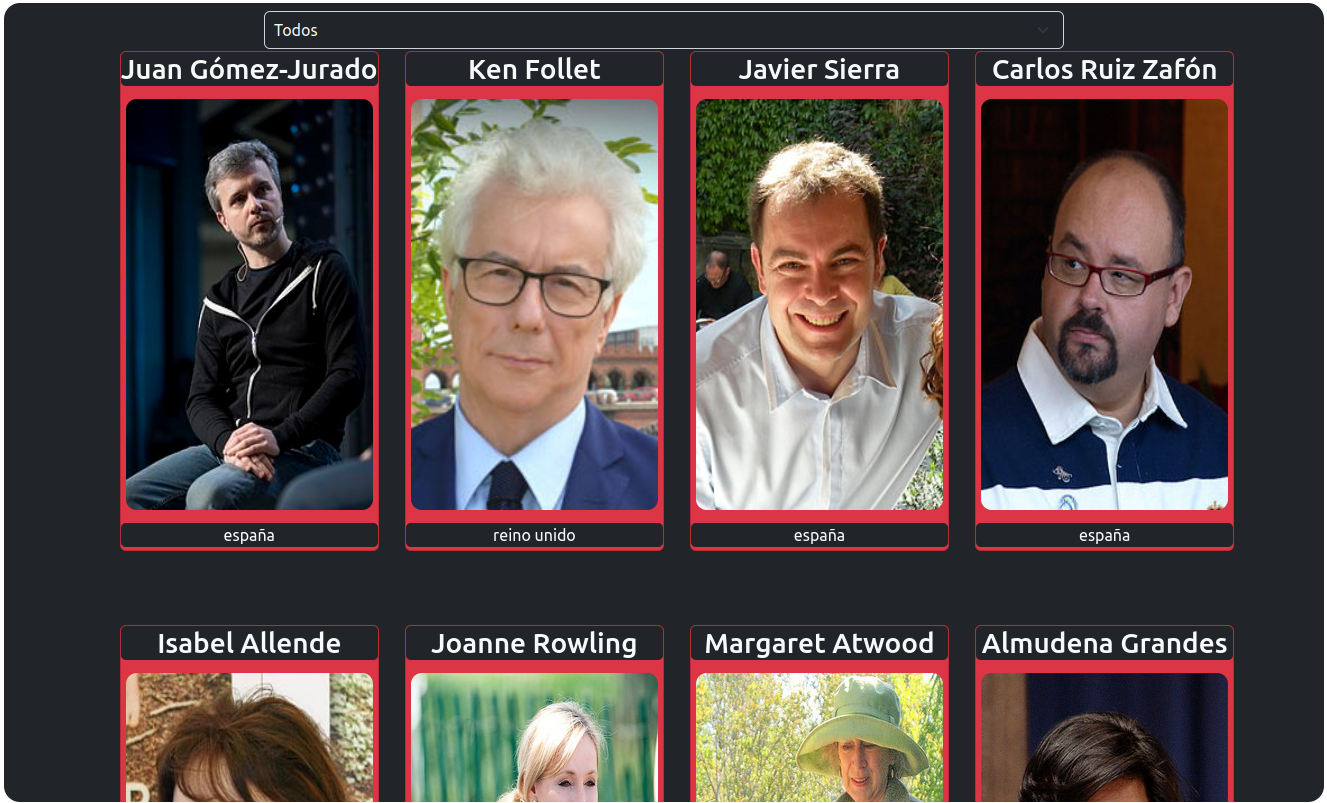 Todos
Juan Gómez-Jurado
Ken Follet
Javier Sierra
Carlos Ruiz Zafón
españa
reino unido
españa
españa
Isabel Allende
Joanne Rowling
Margaret Atwood
Almudena Grandes